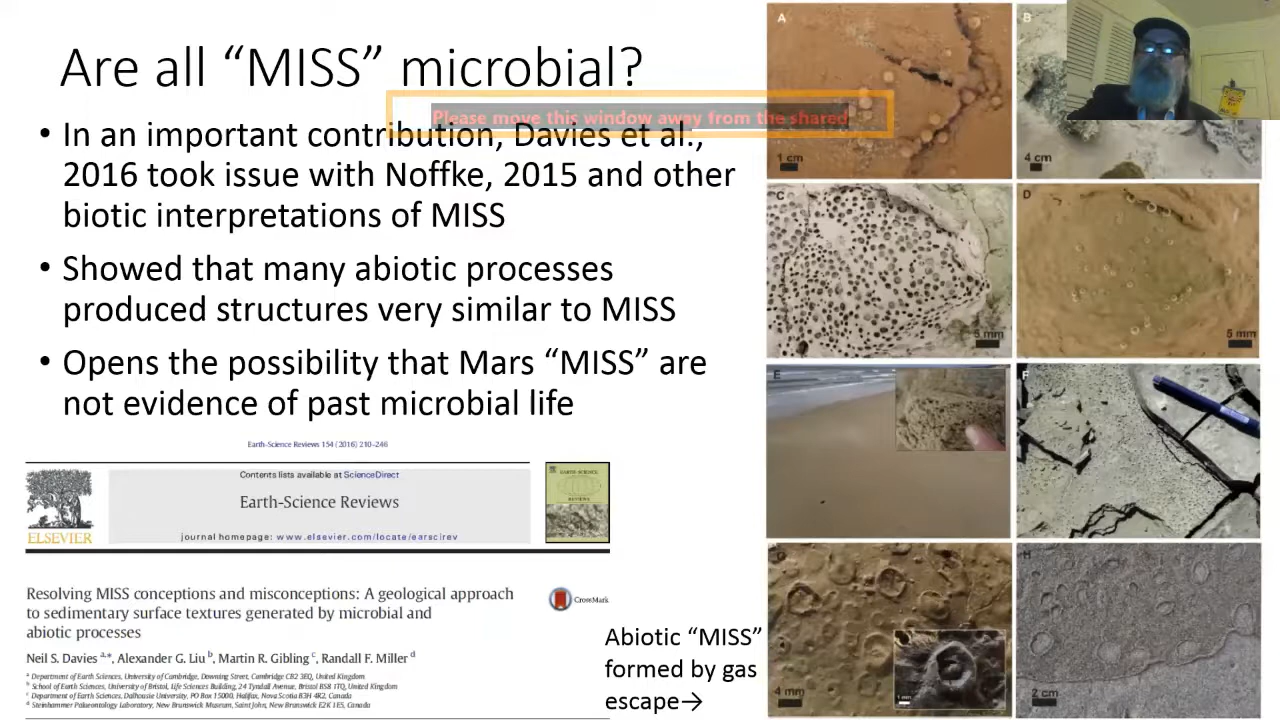 Are all “MISS” microbial?
Please move this window away from the shared
• In an important contribution, Davies et al.,
2016 took issue with Noffke, 2015 and other
biotic interpretations of MISS
• Showed that many abiotic processes
produced structures very similar to MISS
• Opens the possibility that Mars “MISS” are
not evidence of past microbial life
Earth-Science Reviews 154 (2016) 210–246
Contents lists available at ScienceDirect
Earth-Science Reviews
journal homepage: www.elsevier.com/locate/earscirev
ELSEVIER
EARTH-SCIENCE
REVIEWS
Resolving MISS conceptions and misconceptions: A geological approach
to sedimentary surface textures generated by microbial and
abiotic processes
CrossMark
Neil S. Davies a,*, Alexander G. Liu b, Martin R. Gibling c, Randall F. Miller d
a Department of Earth Sciences, University of Cambridge, Downing Street, Cambridge CB2 3EQ, United Kingdom
b School of Earth Sciences, University of Bristol, Life Sciences Building, 24 Tyndall Avenue, Bristol BS8 1TQ, United Kingdom
c Department of Earth Sciences, Dalhousie University, PO Box 15000, Halifax, Nova Scotia B3H 4R2, Canada
d Steinhammer Palaeontology Laboratory, New Brunswick Museum, Saint John, New Brunswick E2K 1E5, Canada
Abiotic “MISS”
formed by gas
escape→
A
1 cm
B
4 cm
C
5 mm
D
5 mm
E
F
G
4 mm
1 mm
H
2 cm